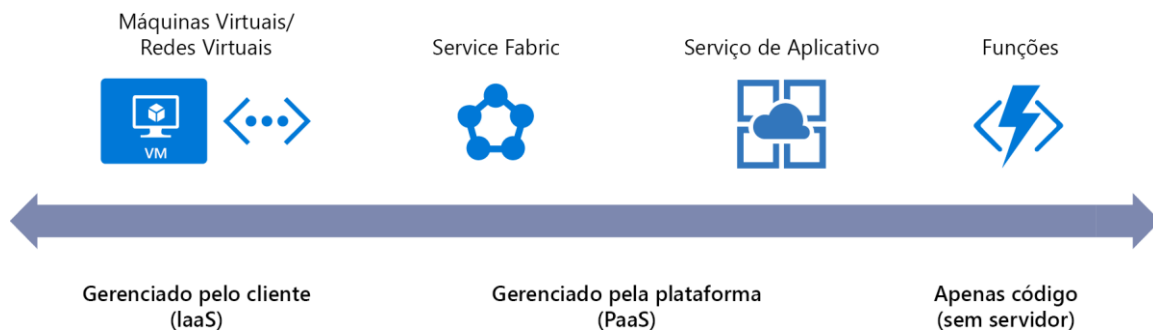 Máquinas Virtuais/
Redes Virtuais
Service Fabric
Serviço de Aplicativo
Funções
VM
Gerenciado pelo cliente
(IaaS)
Gerenciado pela plataforma
(PaaS)
Apenas código
(sem servidor)